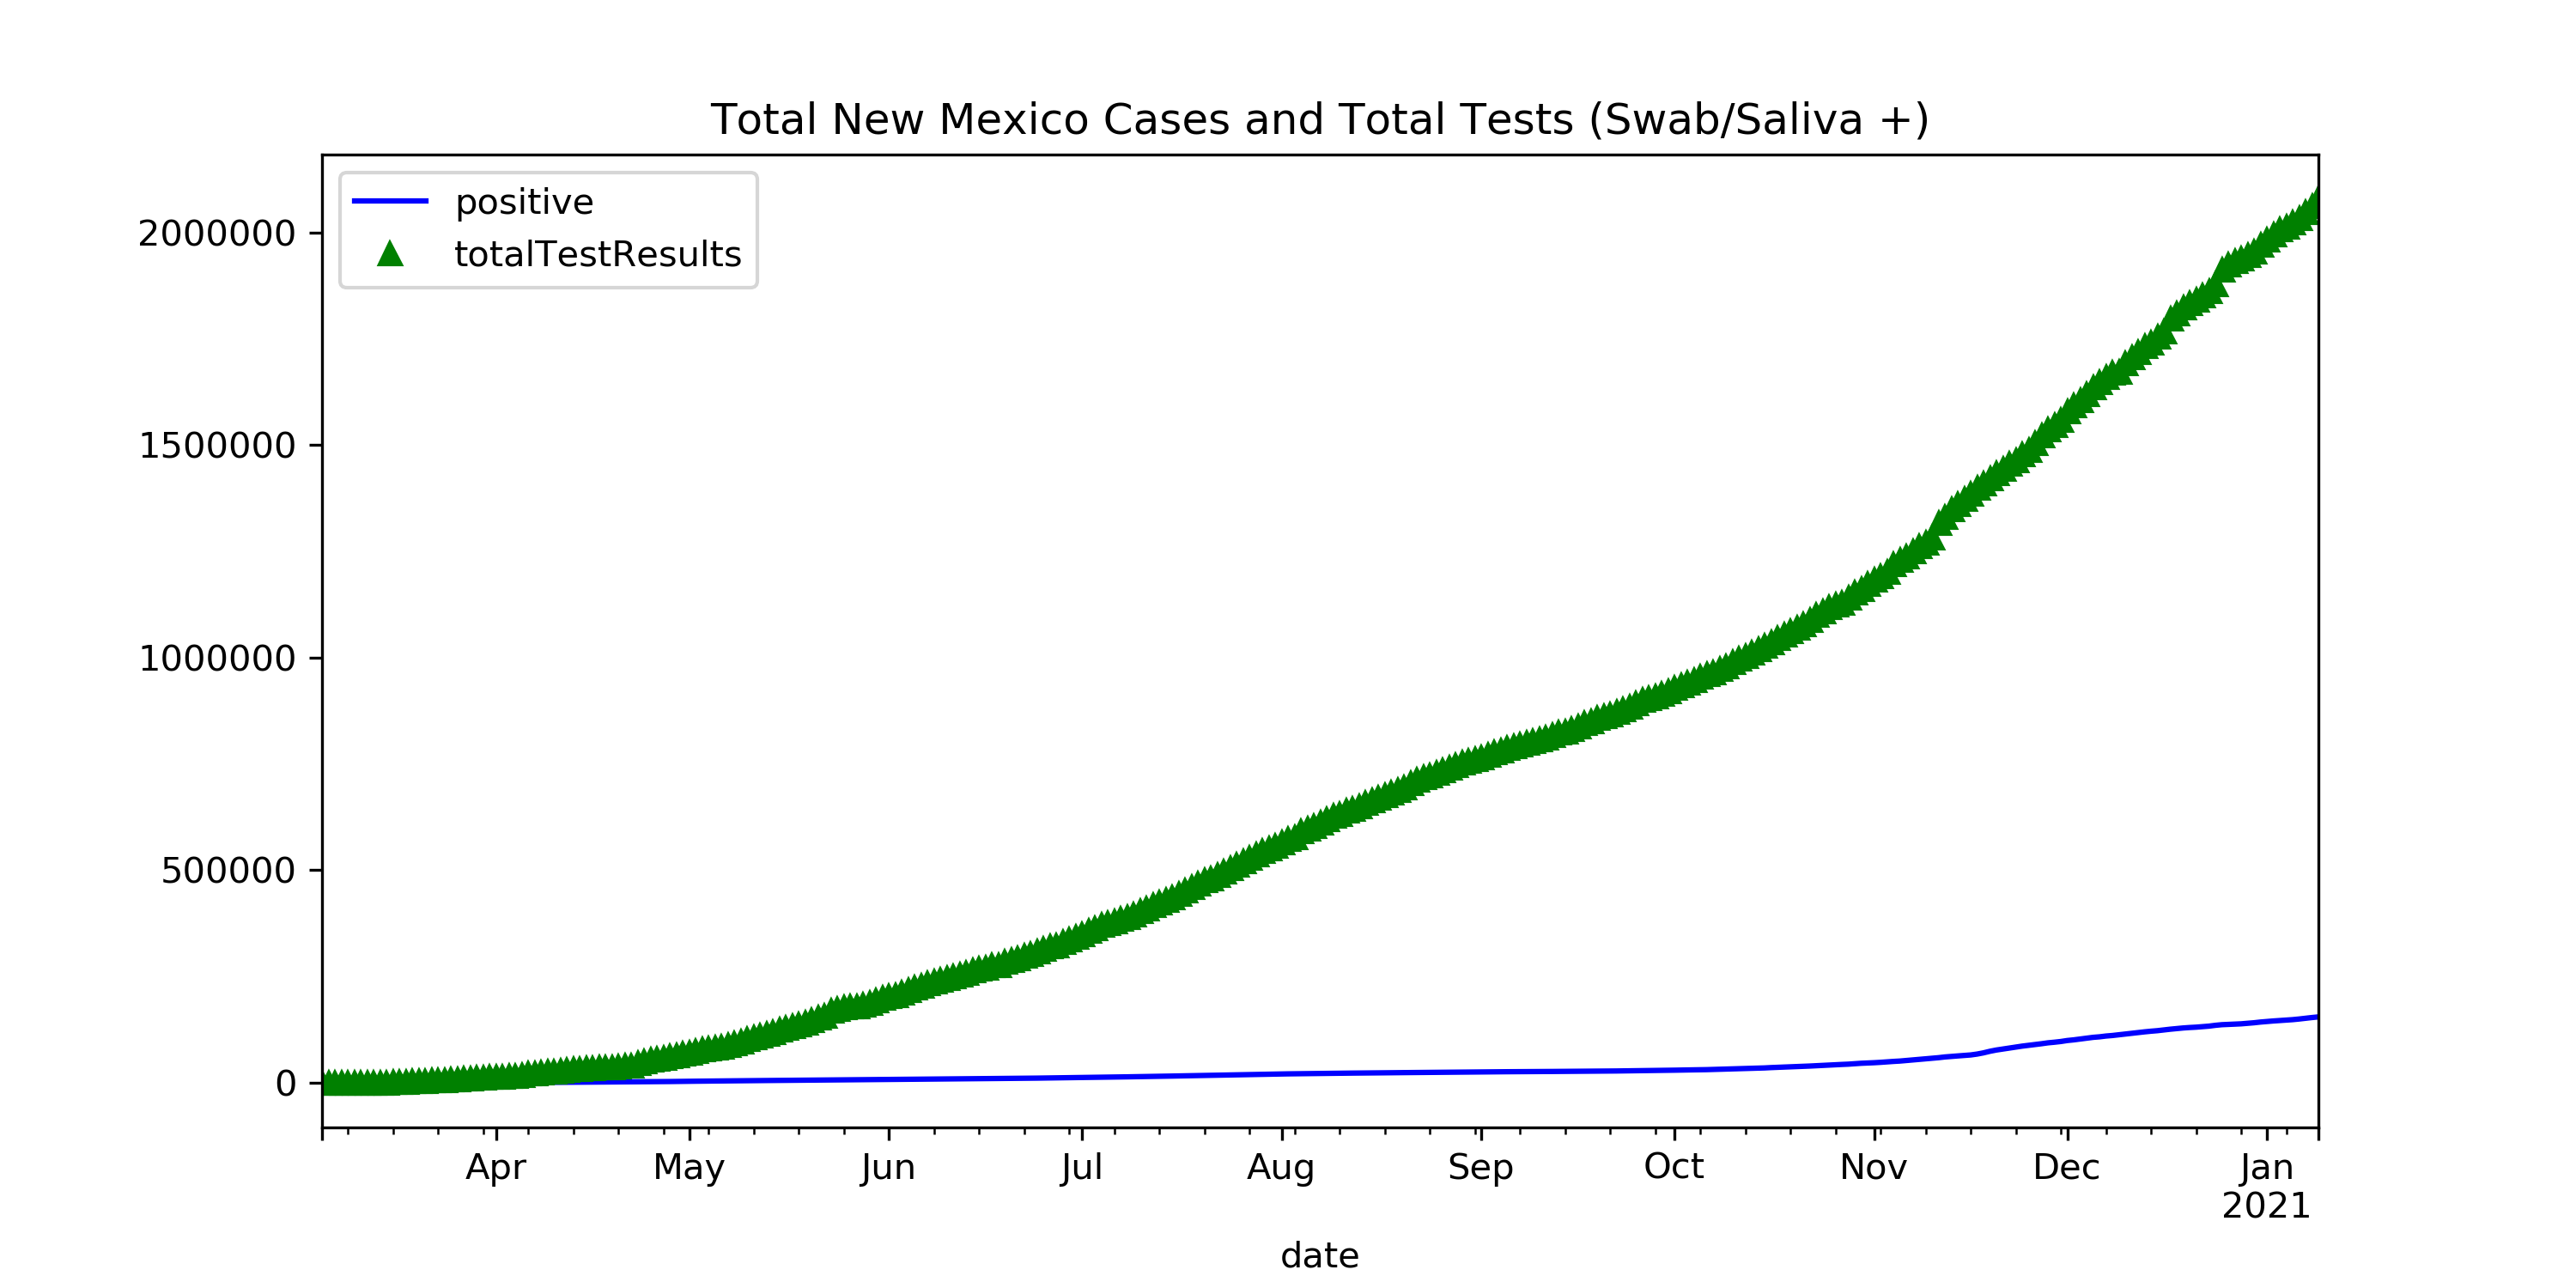 Total New Mexico Cases and Total Tests (Swab/Saliva +)
positive
totalTestResults
2000000
1500000
1000000
500000
0
Apr May Jun Jul Aug Sep Oct Nov Dec Jan
2021
date